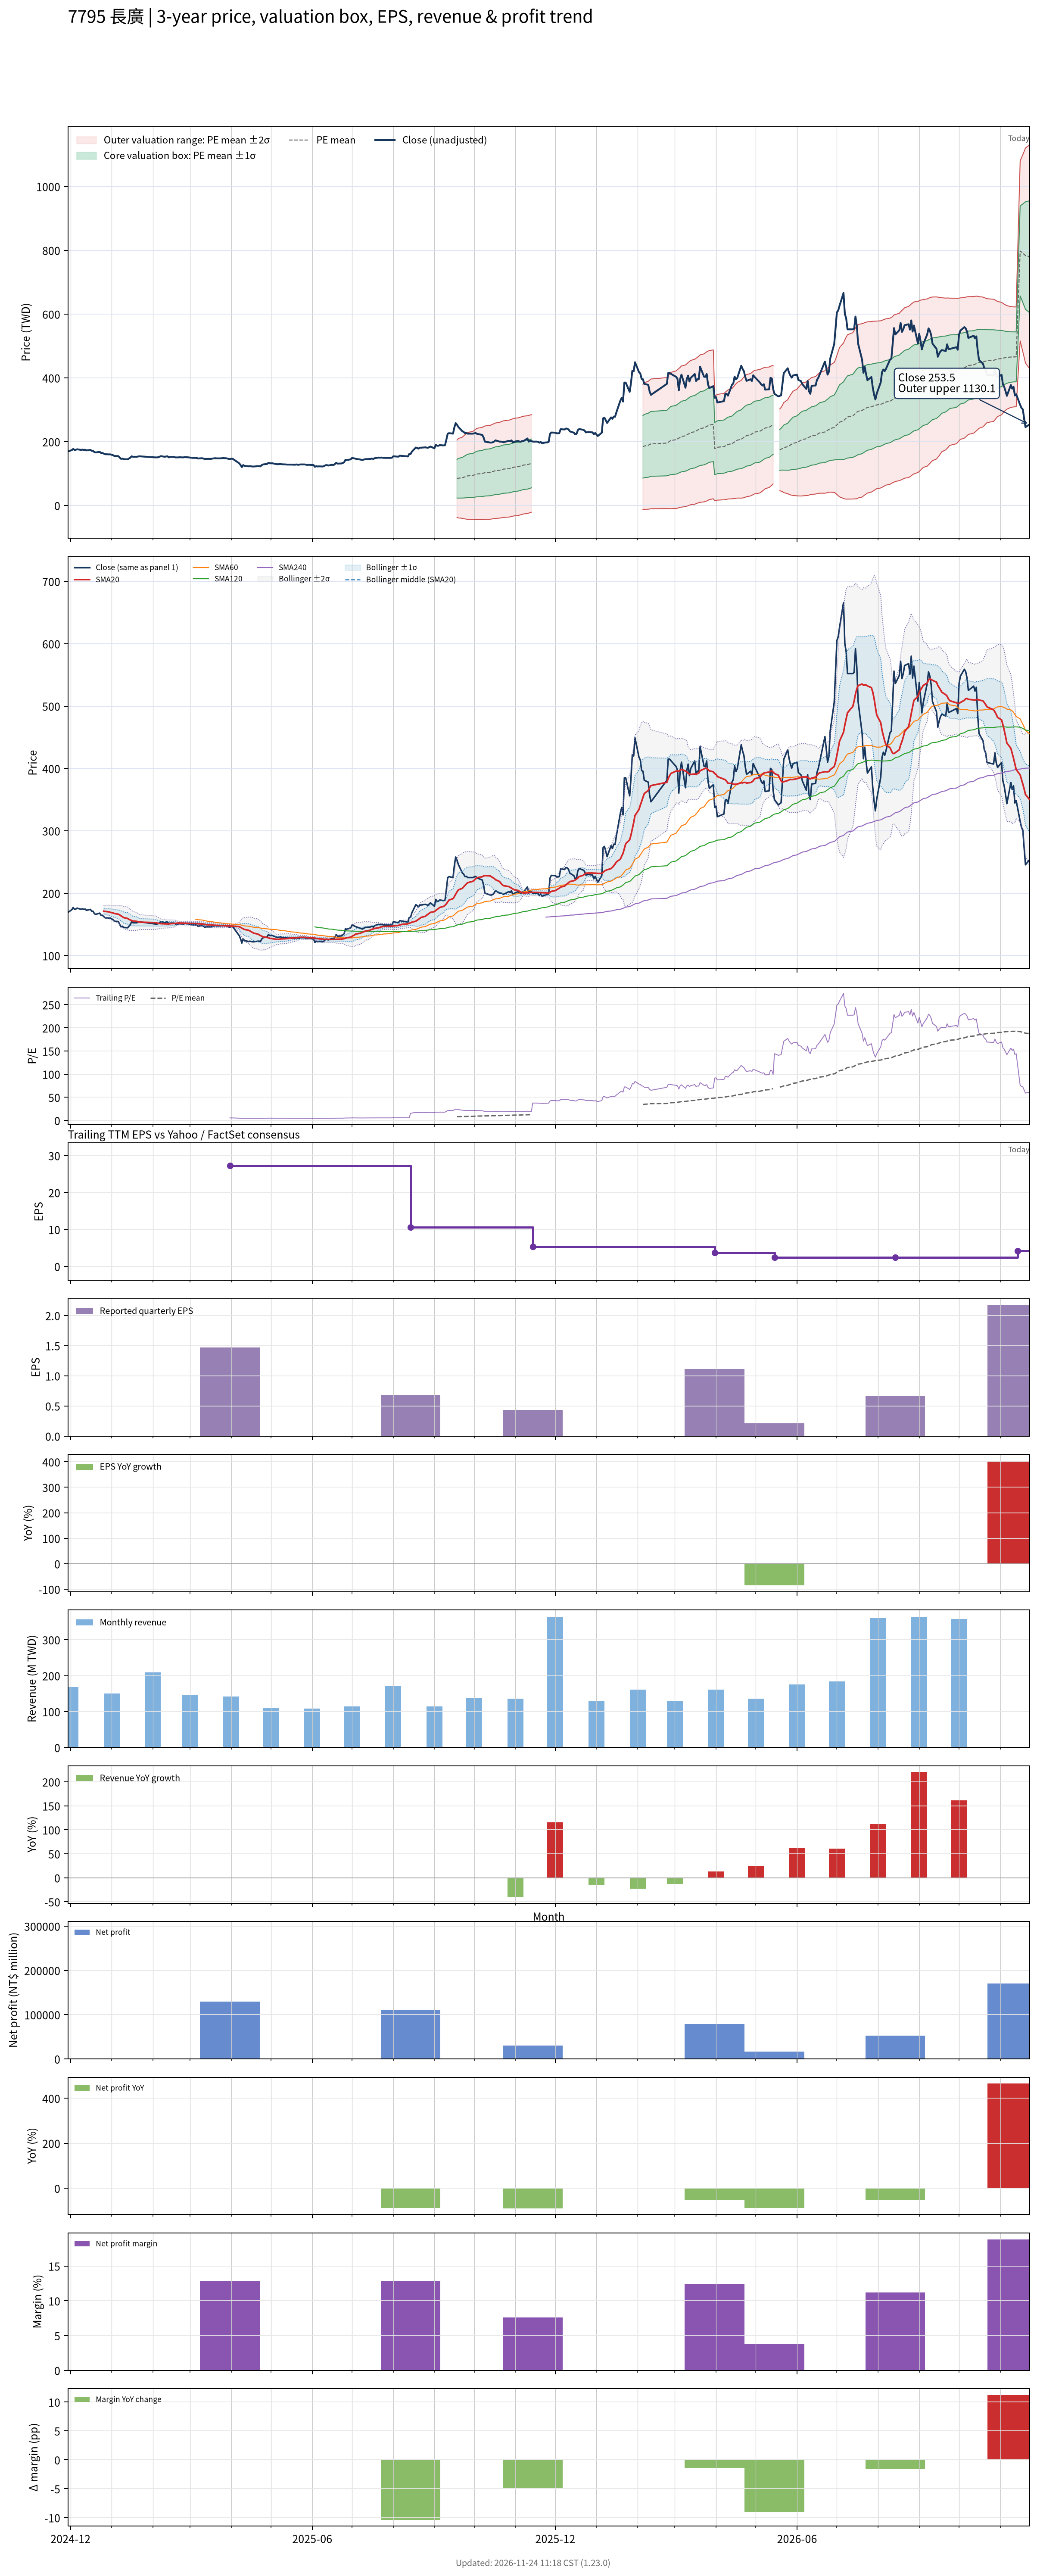 7795 長廣 | 3-year price, valuation box, EPS, revenue & profit trend
Outer valuation range: PE mean ±2σ
PE mean
Close (unadjusted)
Core valuation box: PE mean ±1σ
Today
1000
800
600
400
200
0
Price (TWD)
Close 253.5
Outer upper 1130.1
Close (same as panel 1)
SMA20
SMA60
SMA120
SMA240
Bollinger ±2σ
Bollinger ±1σ
Bollinger middle (SMA20)
700
600
500
400
300
200
100
Price
Trailing P/E
P/E mean
250
200
150
100
50
0
P/E
Trailing TTM EPS vs Yahoo / FactSet consensus
Today
30
20
10
0
EPS
Reported quarterly EPS
2.0
1.5
1.0
0.5
0.0
EPS
EPS YoY growth
400
300
200
100
0
-100
YoY (%)
Monthly revenue
300
200
100
0
Revenue (M TWD)
Revenue YoY growth
200
150
100
50
0
-50
YoY (%)
Month
Net profit
300000
200000
100000
0
Net profit (NT$ million)
Net profit YoY
400
200
0
YoY (%)
Net profit margin
15
10
5
0
Margin (%)
Margin YoY change
10
5
0
-5
-10
Δ margin (pp)
2024-12
2025-06
2025-12
2026-06
Updated: 2026-11-24 11:18 CST (1.23.0)